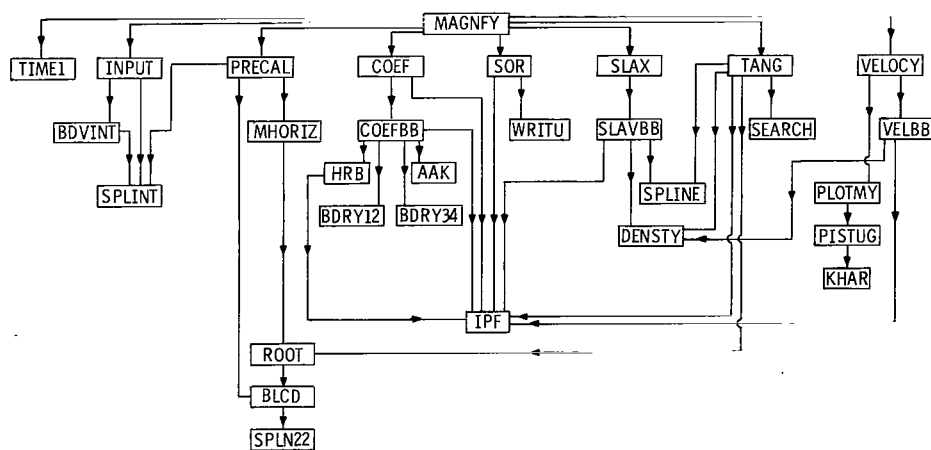 MAGNFY
TIME1 INPUT PRECAL COEF SOR SLAX TANG VELOCY
BDVINT MHORIZ COEFBB WRITU SLAVBB SEARCH VELBB
HRB AAK
SPLINT SPLINE PLOTMY
BDRY12 BDRY34
DENSTY PISTUG
KHAR
IPF
ROOT
BLCD
SPLN22